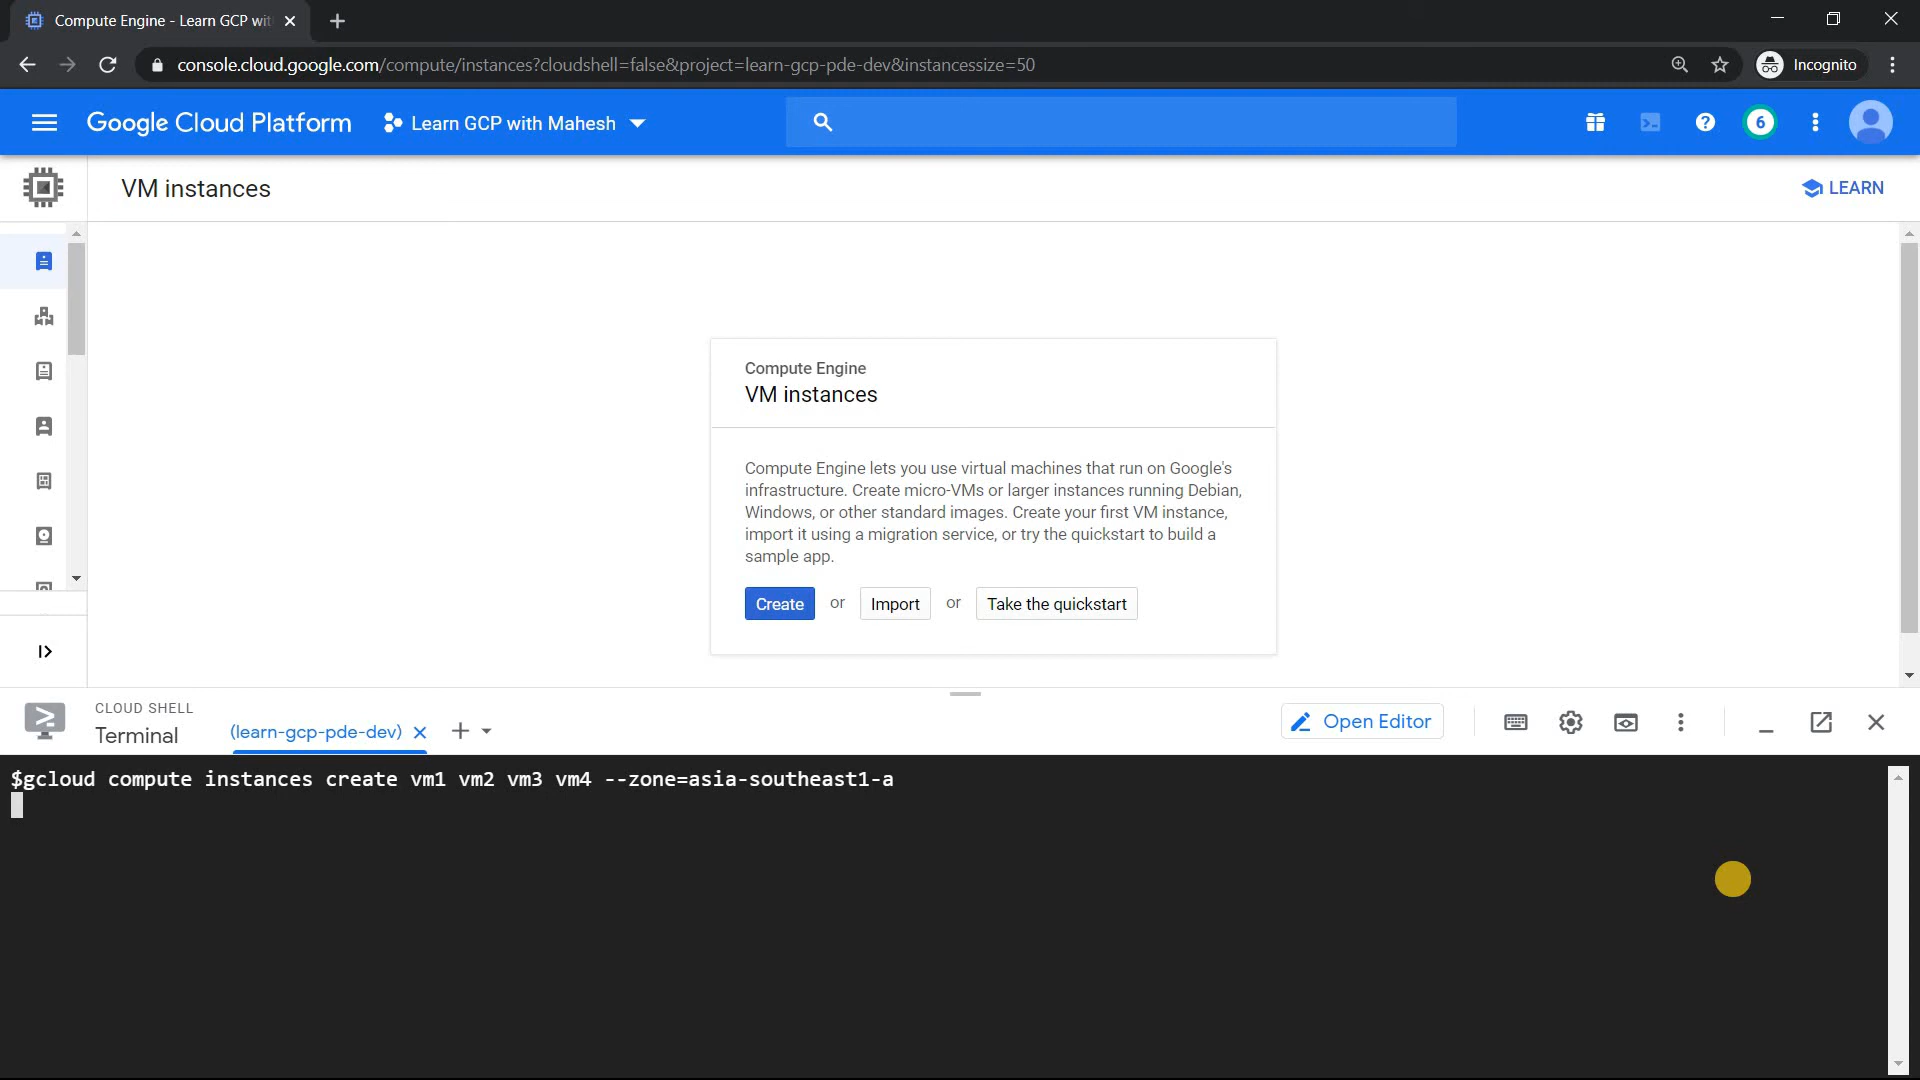 Compute Engine - Learn GCP wit
console.cloud.google.com/compute/instances?cloudshell=false&project=learn-gcp-pde-dev&instancessize=50
Incognito
Google Cloud Platform
Learn GCP with Mahesh
6
VM instances
LEARN
Compute Engine
VM instances
Compute Engine lets you use virtual machines that run on Google's
infrastructure. Create micro-VMs or larger instances running Debian,
Windows, or other standard images. Create your first VM instance,
import it using a migration service, or try the quickstart to build a
sample app.
Create or Import or Take the quickstart
CLOUD SHELL
Terminal
(learn-gcp-pde-dev)
Open Editor
$gcloud compute instances create vm1 vm2 vm3 vm4 --zone=asia-southeast1-a